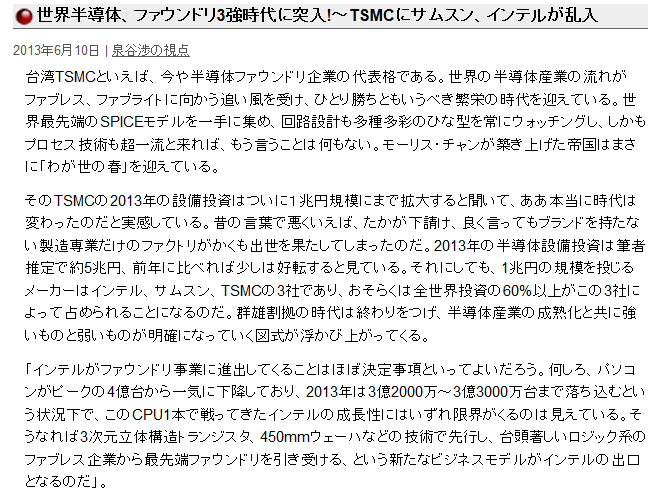 世界半導体、ファウンドリ3強時代に突入!～ TSMCにサムスン、インテルが乱入
2013年6月10日 | 泉谷渉の視点
台湾TSMCといえば、今や半導体ファウンドリ企業の代表格である。世界の半導体産業の流れが
ファブレス、ファブライトに向かう追い風を受け、ひとり勝ちともいうべき繁栄の時代を迎えている。世
界最先端のSPICEモデルを一手に集め、回路設計も多種多彩のひな型を常にウォッチングし、しかも
プロセス技術も超一流と来れば、もう言うことは何もない。モーリス・チャンが築き上げた帝国はまさ
に「わが世の春」を迎えている。
そのTSMCの2013年の設備投資はついに１兆円規模にまで拡大すると聞いて、ああ本当に時代は
変わったのだと実感している。昔の言葉で悪くいえば、たかが下請け、良く言ってもブランドを持たな
い製造専業だけのファクトリがかくも出世を果たしてしまったのだ。2013年の半導体設備投資は筆者
推定で約5兆円、前年に比べれば少しは好転すると見ている。それにしても、1兆円の規模を投じる
メーカーはインテル、サムスン、TSMCの3社であり、おそらくは全世界投資の60%以上がこの3社に
よって占められることになるのだ。群雄割拠の時代は終わりをつげ、半導体産業の成熟化と共に強
いものと弱いものが明確になっていく図式が浮かび上がってくる。
「インテルがファウンドリ事業に進出してくることはほぼ決定事項といってよいだろう。何しろ、パソコ
ンがピークの4億台から一気に下降しており、2013年は3億2000万～3億3000万台まで落ち込むとい
う状況下で、このCPU1本で戦ってきたインテルの成長性にはいずれ限界がくるのは見えている。そ
うなれば3次元立体構造トランジスタ、450mmウェーハなどの技術で先行し、台頭著しいロジック系の
ファブレス企業から最先端ファウンドリを引き受ける、という新たなビジネスモデルがインテルの出口
となるのだ」。